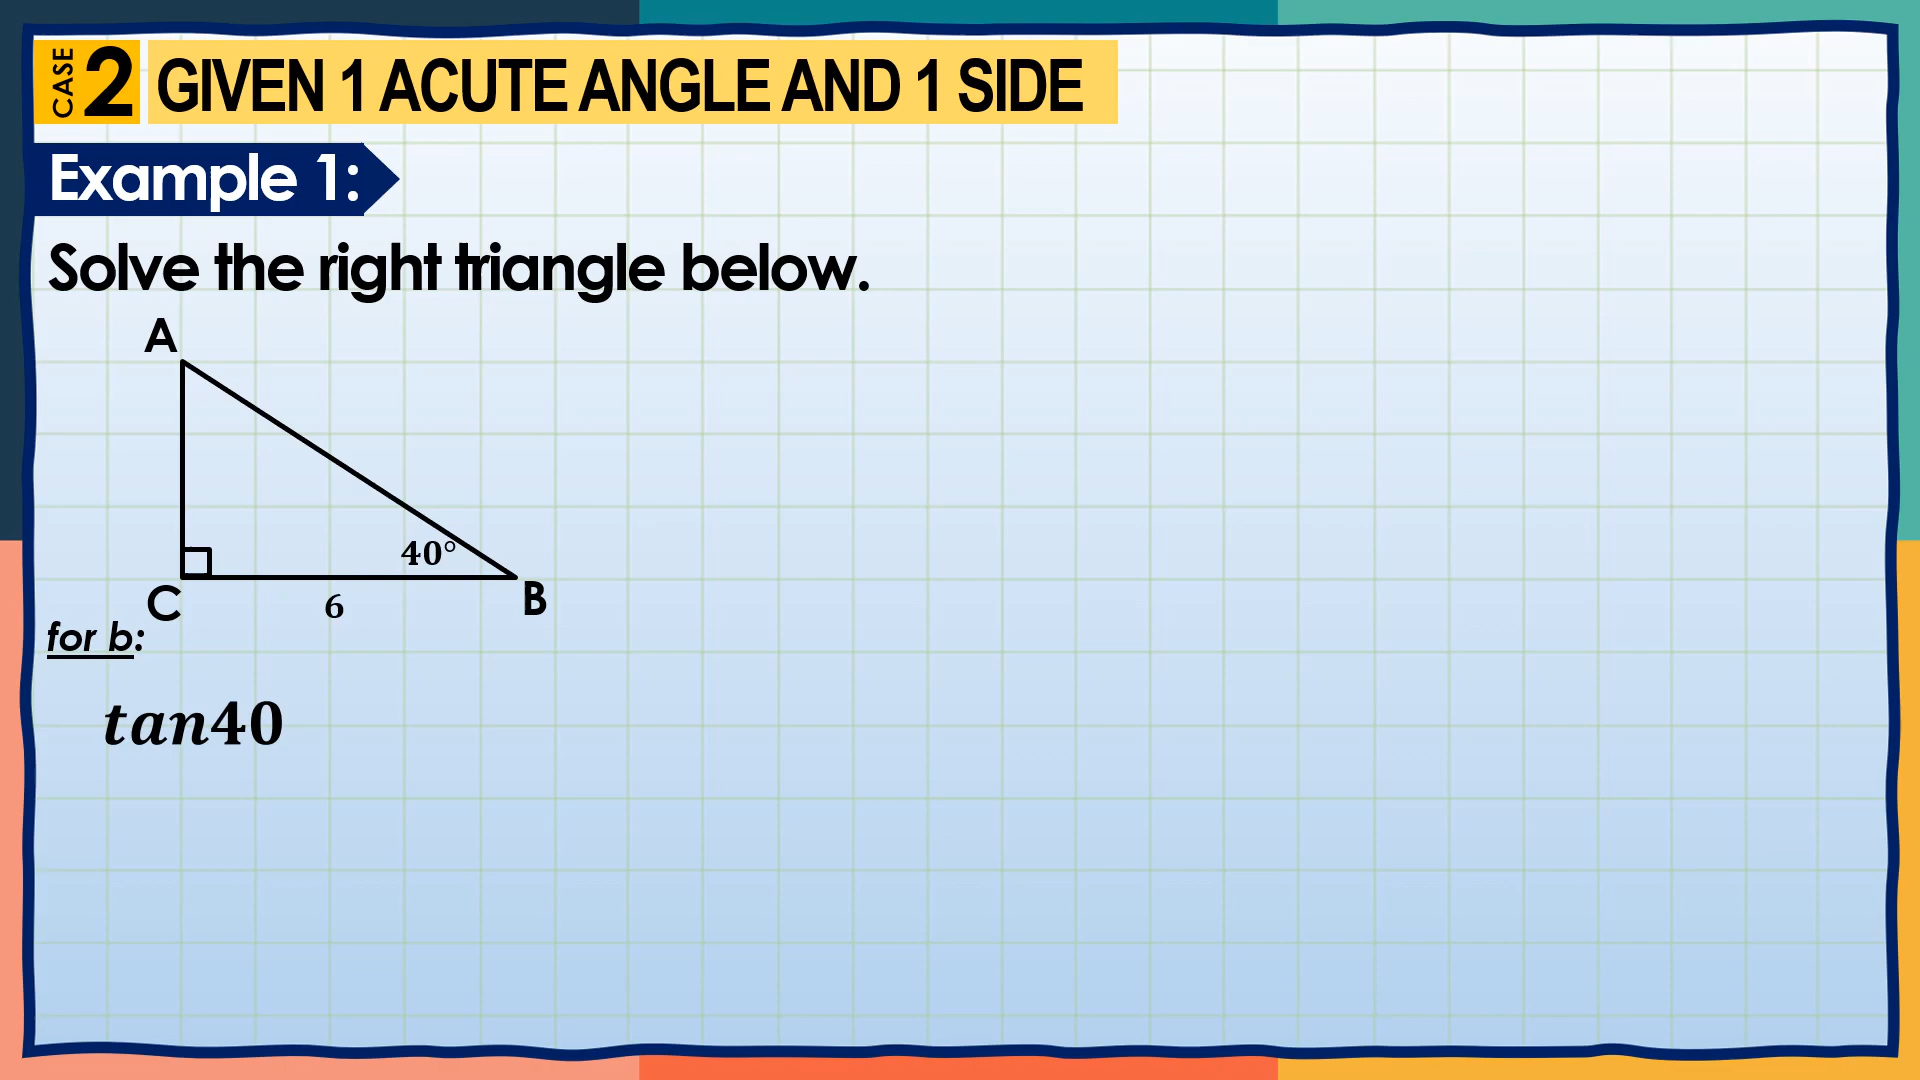 CASE 2 GIVEN 1 ACUTE ANGLE AND 1 SIDE
Example 1:
Solve the right triangle below.
A
40°
C
6
B
for b:
tan40